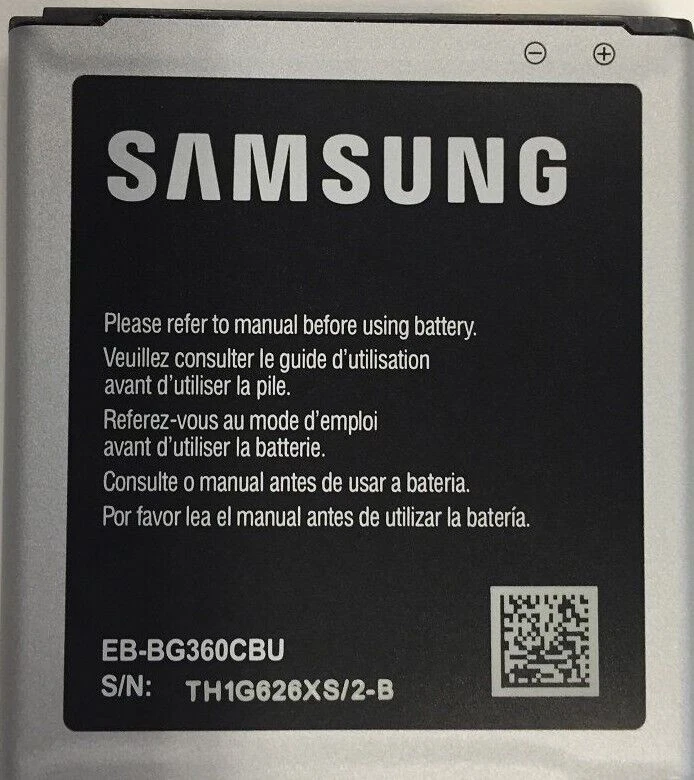 SAMSUNG
Please refer to manual before using battery.
Veuillez consulter le guide d'utilisation
avant d'utiliser la pile.
Referez-vous au mode d'emploi
avant d'utiliser la batterie.
Consulte o manual antes de usar a bateria.
Por favor lea el manual antes de utilizar la batería.
EB-BG360CBU
S/N: TH1G626XS/2-B